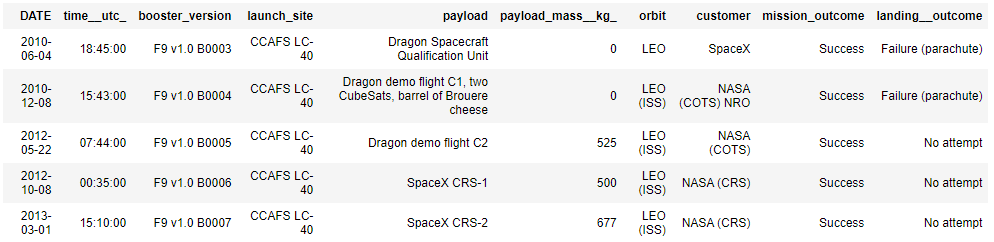 DATE time__utc_ booster_version launch_site payload payload_mass__kg_ orbit customer mission_outcome landing__outcome
2010-
06-04 18:45:00 F9 v1.0 B0003 CCAFS LC-
40 Dragon Spacecraft
Qualification Unit 0 LEO SpaceX Success Failure (parachute)
2010-
12-08 15:43:00 F9 v1.0 B0004 CCAFS LC-
40 Dragon demo flight C1, two
CubeSats, barrel of Brouere
cheese 0 LEO
(ISS) NASA
(COTS) NRO Success Failure (parachute)
2012-
05-22 07:44:00 F9 v1.0 B0005 CCAFS LC-
40 Dragon demo flight C2 525 LEO
(ISS) NASA
(COTS) Success No attempt
2012-
10-08 00:35:00 F9 v1.0 B0006 CCAFS LC-
40 SpaceX CRS-1 500 LEO
(ISS) NASA (CRS) Success No attempt
2013-
03-01 15:10:00 F9 v1.0 B0007 CCAFS LC-
40 SpaceX CRS-2 677 LEO
(ISS) NASA (CRS) Success No attempt